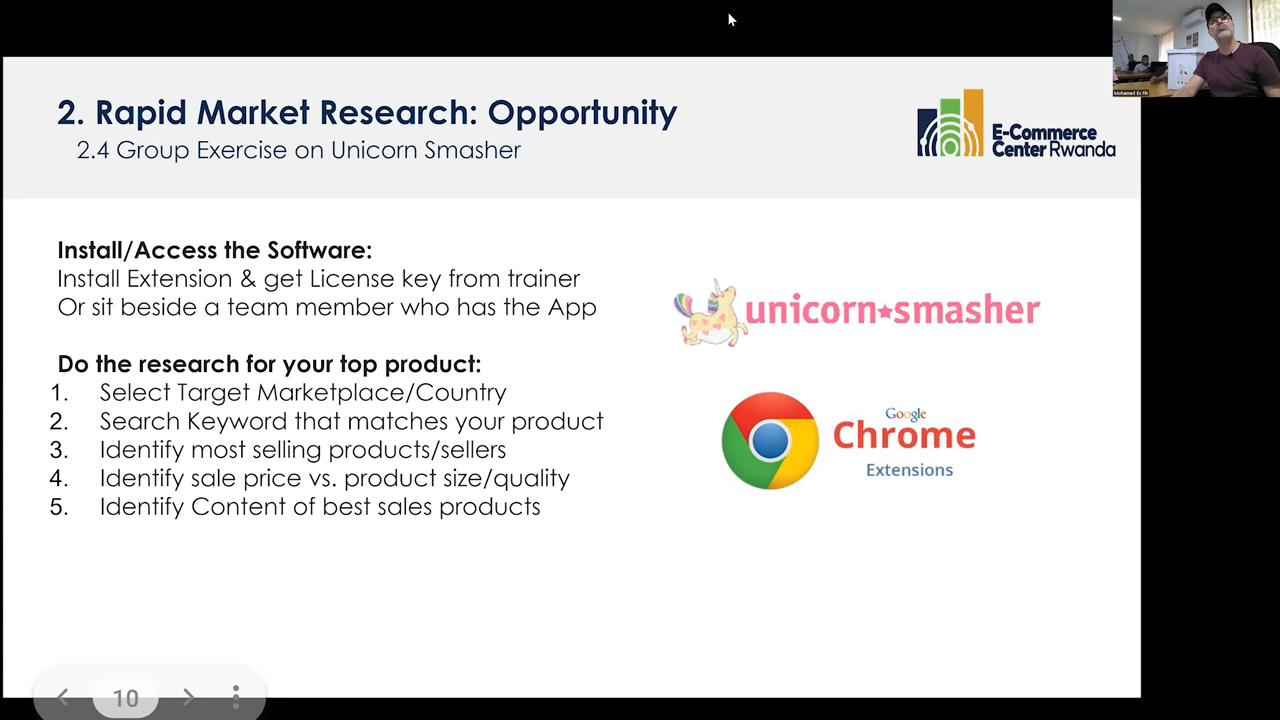 2. Rapid Market Research: Opportunity
2.4 Group Exercise on Unicorn Smasher
E-Commerce
Center Rwanda
Install/Access the Software:
Install Extension & get License key from trainer
Or sit beside a team member who has the App
Do the research for your top product:
1. Select Target Marketplace/Country
2. Search Keyword that matches your product
3. Identify most selling products/sellers
4. Identify sale price vs. product size/quality
5. Identify Content of best sales products
unicorn★smasher
Google
Chrome
Extensions
10
Mohamed Es Fih